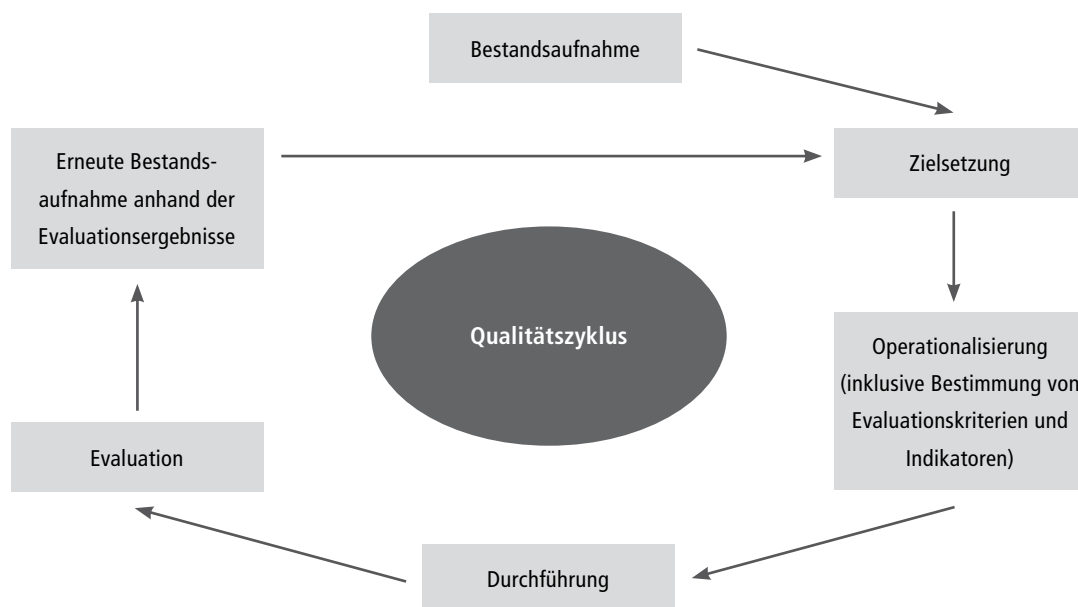 Bestandsaufnahme
Erneute Bestands-
aufnahme anhand der
Evaluationsergebnisse
Zielsetzung
Qualitätszyklus
Operationalisierung
(inklusive Bestimmung von
Evaluationskriterien und
Indikatoren)
Evaluation
Durchführung